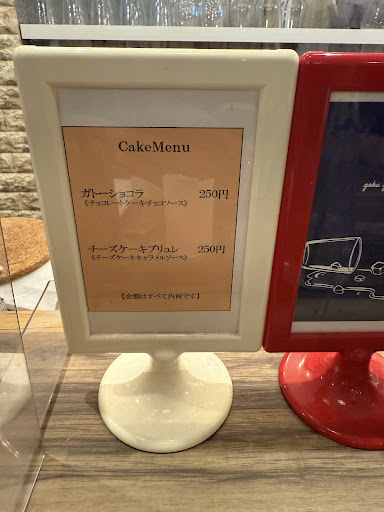 CakeMenu
ガトーショコラ 250円
《チョコレートケーキチョコソース》
チーズケーキブリュレ 250円
《チーズケーキキャラメルソース》
【金額はすべて内税です】